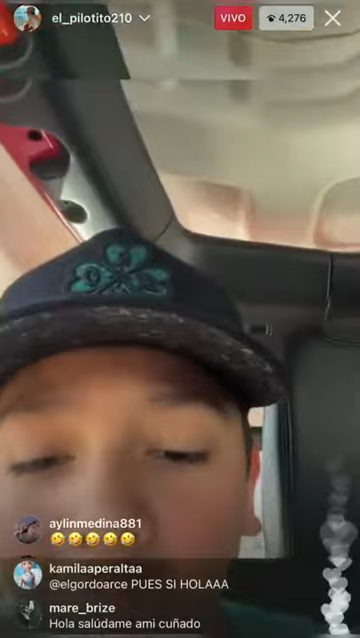 el_pilotito210
VIVO
4,276
aylinmedina881
🤣🤣🤣🤣🤣
kamilaaperaltaa
@elgordoarce PUES SI HOLAAA
mare_brize
Hola salúdame ami cuñado